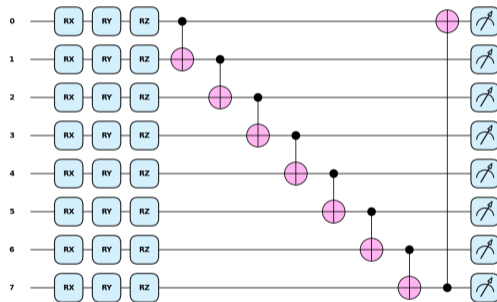 0 RX RY RZ
1 RX RY RZ
2 RX RY RZ
3 RX RY RZ
4 RX RY RZ
5 RX RY RZ
6 RX RY RZ
7 RX RY RZ